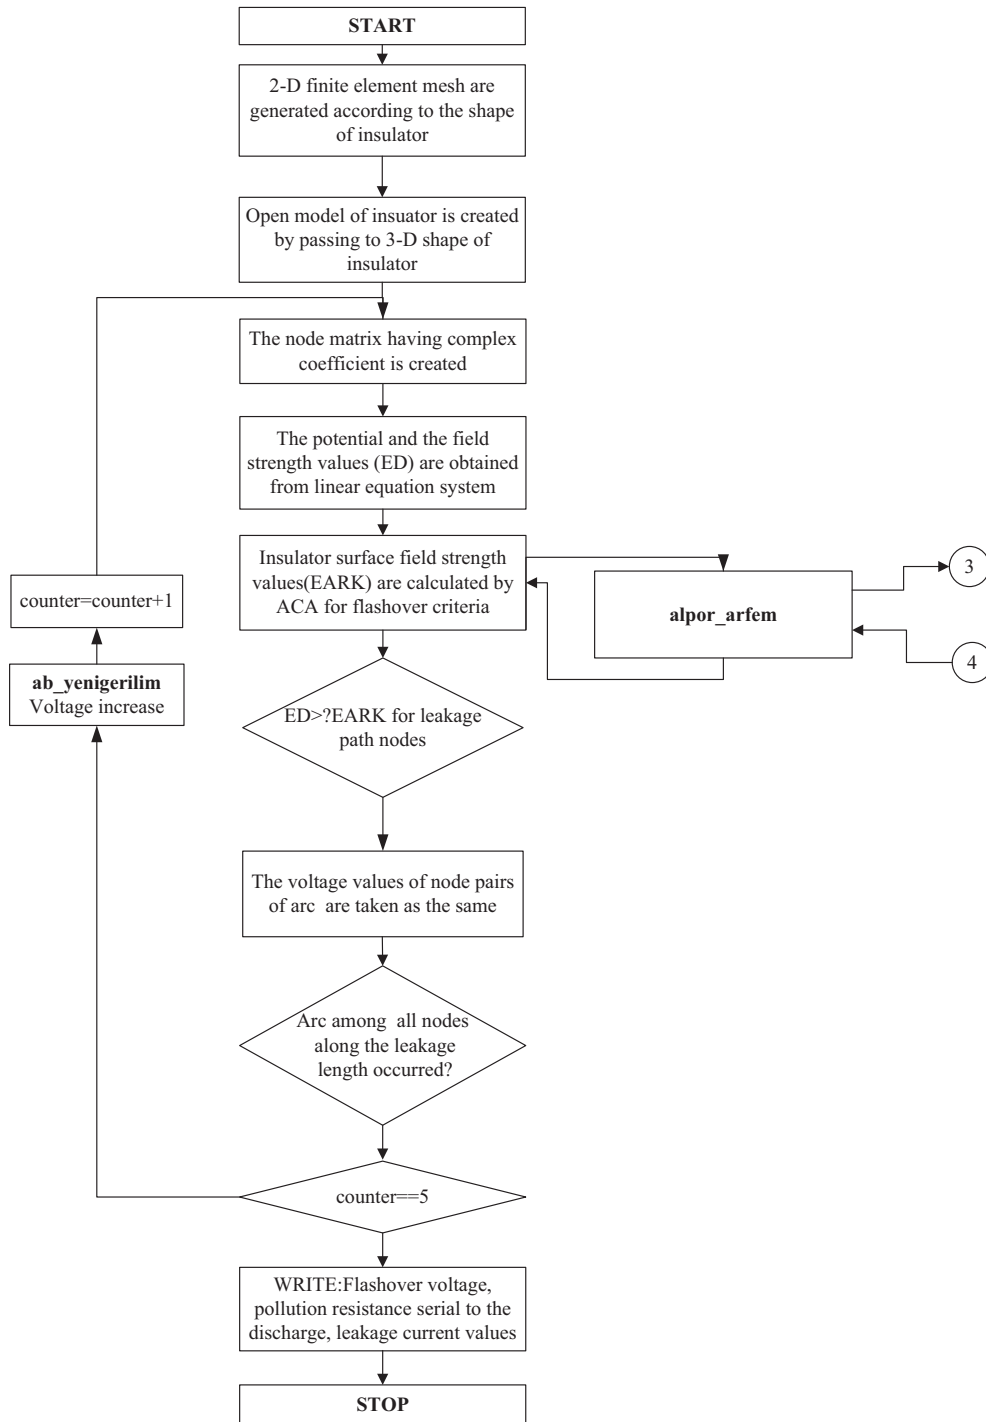 START
2-D finite element mesh are
generated according to the shape
of insulator
Open model of insuator is created
by passing to 3-D shape of
insulator
The node matrix having complex
coefficient is created
The potential and the field
strength values (ED) are obtained
from linear equation system
Insulator surface field strength
values(EARK) are calculated by
ACA for flashover criteria
alpor_arfem
3
4
counter=counter+1
ab_yenigerilim
Voltage increase
ED>?EARK for leakage
path nodes
The voltage values of node pairs
of arc are taken as the same
Arc among all nodes
along the leakage
length occurred?
counter==5
WRITE:Flashover voltage,
pollution resistance serial to the
discharge, leakage current values
STOP